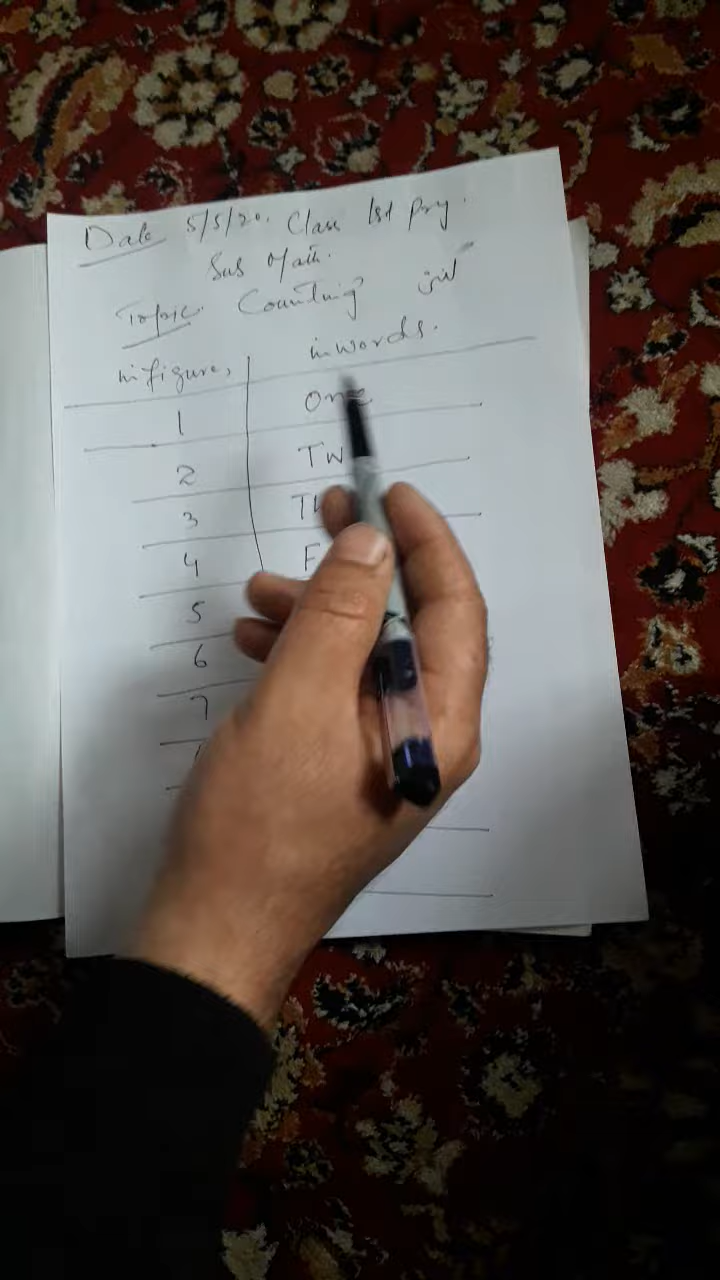 Date 5/5/20. Class 1st pry.
Sub Math.
Topic. Counting گنتی
in figure, in words.
1 One
2 Tw
3 Th
4 F
5
6
7